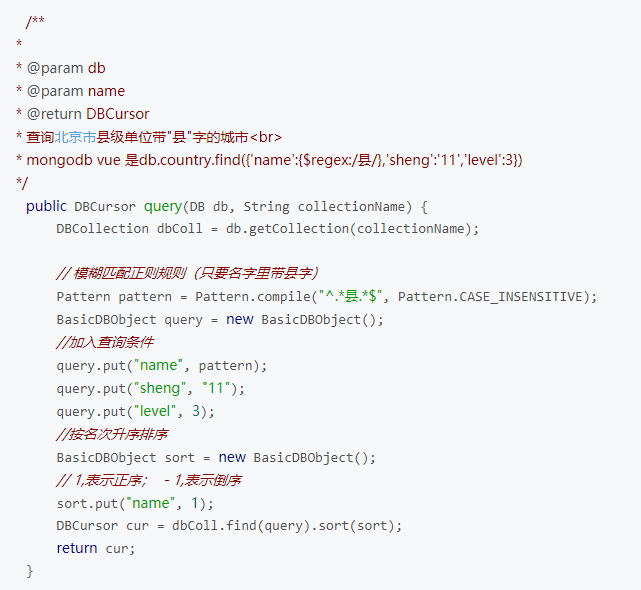 /**
*
* @param db
* @param name
* @return DBCursor
* 查询北京市县级单位带"县"字的城市<br>
* mongodb vue 是db.country.find({'name':{$regex:/县/},'sheng':'11','level':3})
*/
public DBCursor query(DB db, String collectionName) {
DBCollection dbColl = db.getCollection(collectionName);
// 模糊匹配正则规则（只要名字里带县字）
Pattern pattern = Pattern.compile("^.*县.*$", Pattern.CASE_INSENSITIVE);
BasicDBObject query = new BasicDBObject();
//加入查询条件
query.put("name", pattern);
query.put("sheng", "11");
query.put("level", 3);
//按名次升序排序
BasicDBObject sort = new BasicDBObject();
// 1,表示正序； －1,表示倒序
sort.put("name", 1);
DBCursor cur = dbColl.find(query).sort(sort);
return cur;
}